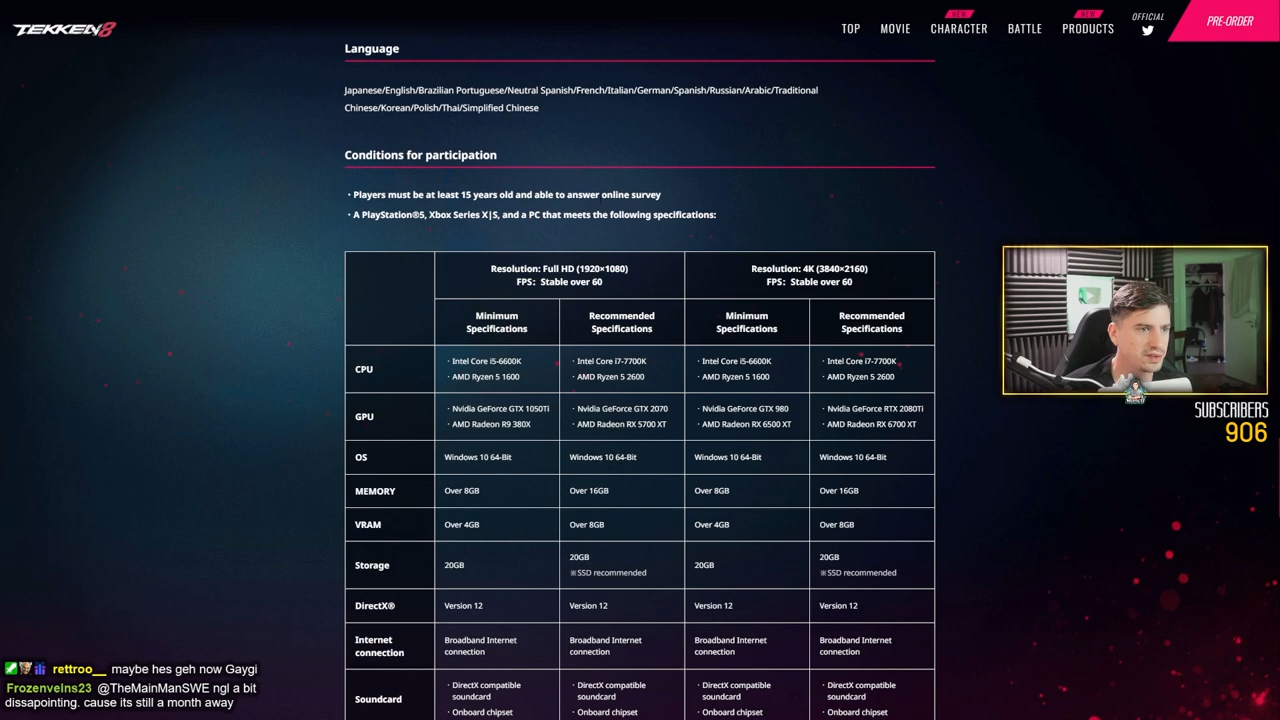 TEKKEN 8
TOP
MOVIE
NEW
CHARACTER
BATTLE
NEW
PRODUCTS
OFFICIAL
PRE-ORDER
Language
Japanese/English/Brazilian Portuguese/Neutral Spanish/French/Italian/German/Spanish/Russian/Arabic/Traditional
Chinese/Korean/Polish/Thai/Simplified Chinese
Conditions for participation
・Players must be at least 15 years old and able to answer online survey
・A PlayStation®5, Xbox Series X|S, and a PC that meets the following specifications:
Resolution: Full HD (1920×1080)
FPS: Stable over 60
Resolution: 4K (3840×2160)
FPS: Stable over 60
Minimum
Specifications
Recommended
Specifications
Minimum
Specifications
Recommended
Specifications
CPU
・Intel Core i5-6600K
・AMD Ryzen 5 1600
・Intel Core i7-7700K
・AMD Ryzen 5 2600
・Intel Core i5-6600K
・AMD Ryzen 5 1600
・Intel Core i7-7700K
・AMD Ryzen 5 2600
GPU
・Nvidia GeForce GTX 1050Ti
・AMD Radeon R9 380X
・Nvidia GeForce GTX 2070
・AMD Radeon RX 5700 XT
・Nvidia GeForce GTX 980
・AMD Radeon RX 6500 XT
・Nvidia GeForce RTX 2080Ti
・AMD Radeon RX 6700 XT
OS
Windows 10 64-Bit
Windows 10 64-Bit
Windows 10 64-Bit
Windows 10 64-Bit
MEMORY
Over 8GB
Over 16GB
Over 8GB
Over 16GB
VRAM
Over 4GB
Over 8GB
Over 4GB
Over 8GB
Storage
20GB
20GB
※SSD recommended
20GB
20GB
※SSD recommended
DirectX®
Version 12
Version 12
Version 12
Version 12
Internet
connection
Broadband Internet
connection
Broadband Internet
connection
Broadband Internet
connection
Broadband Internet
connection
Soundcard
・DirectX compatible
soundcard
・Onboard chipset
・DirectX compatible
soundcard
・Onboard chipset
・DirectX compatible
soundcard
・Onboard chipset
・DirectX compatible
soundcard
・Onboard chipset
SUBSCRIBERS
906
rettroo__ maybe hes geh now Gaygi
Frozenvelns23 @TheMainManSWE ngl a bit
dissapointing. cause its still a month away